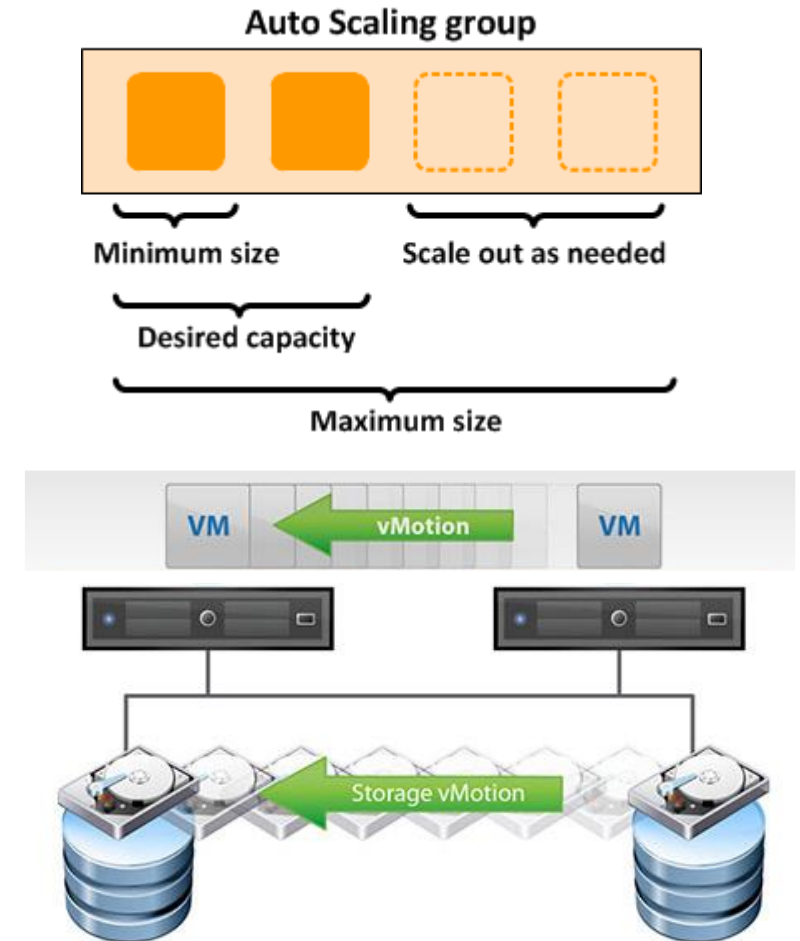 Auto Scaling group
Minimum size
Scale out as needed
Desired capacity
Maximum size
VM
vMotion
VM
Storage vMotion